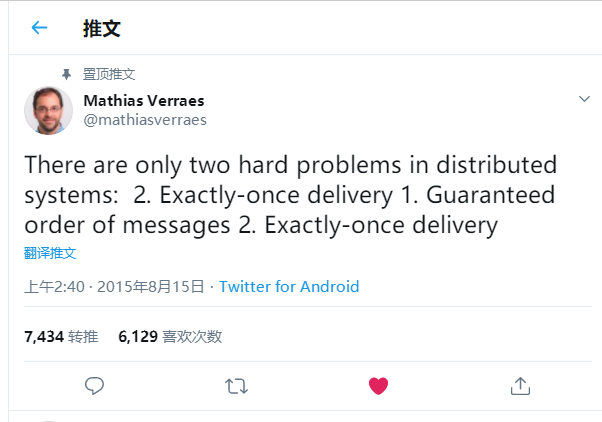 推文
置顶推文
Mathias Verraes
@mathiasverraes
There are only two hard problems in distributed
systems:  2. Exactly-once delivery 1. Guaranteed
order of messages 2. Exactly-once delivery
翻译推文
上午2:40 · 2015年8月15日 · Twitter for Android
7,434 转推 6,129 喜欢次数